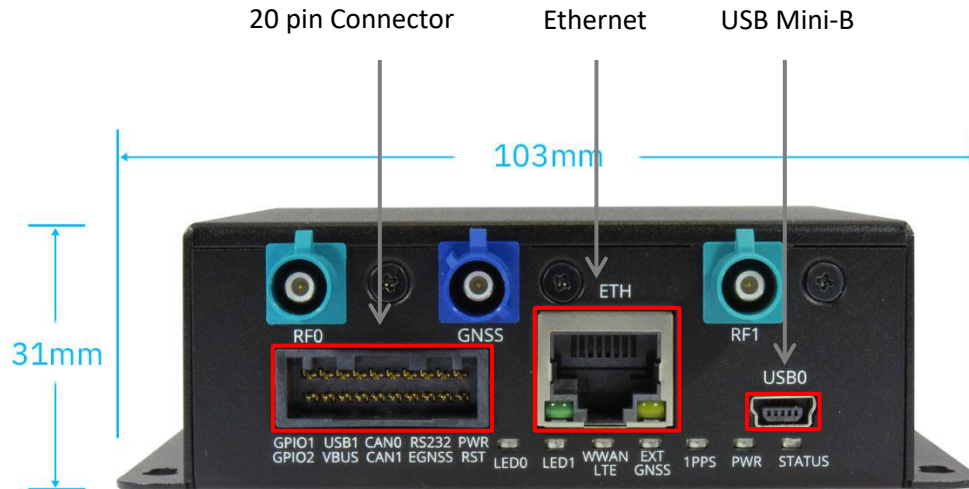 20 pin Connector
Ethernet
USB Mini-B
103mm
31mm
ETH
RF0
GNSS
RF1
USB0
GPIO1 USB1 CAN0 RS232 PWR
GPIO2 VBUS CAN1 EGNSS RST
LED0
LED1
WWAN
LTE
EXT
GNSS
1PPS
PWR
STATUS